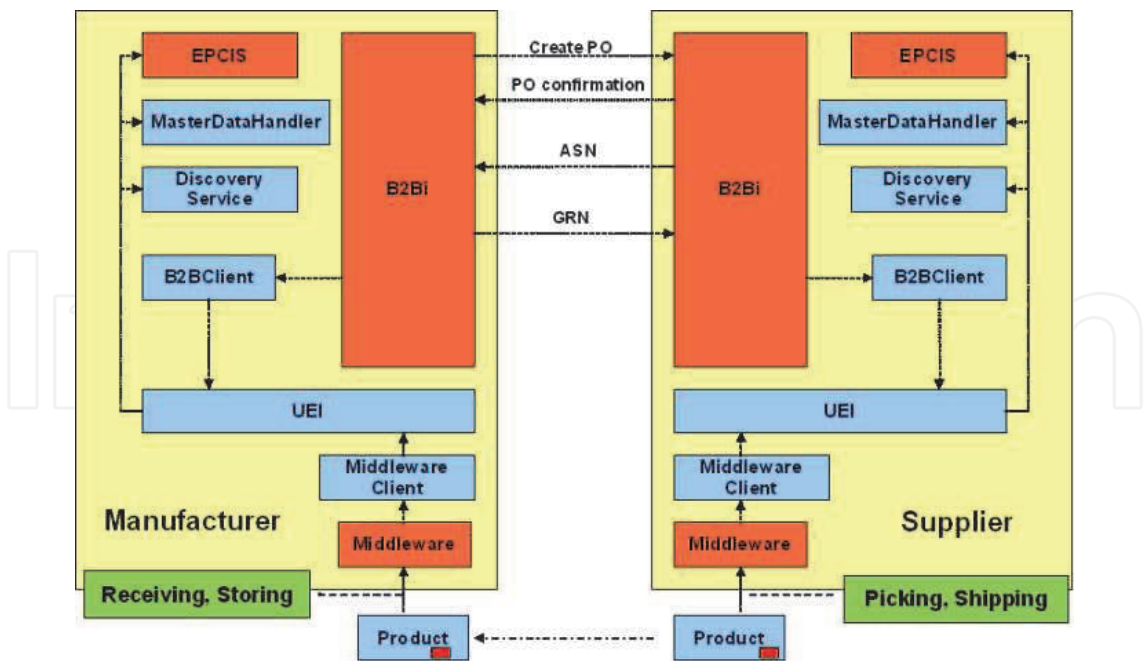 EPCIS
MasterDataHandler
Discovery
Service
B2BClient
B2Bi
UEI
Middleware
Client
Middleware
Manufacturer
Receiving, Storing
Product
Create PO
PO confirmation
ASN
GRN
B2Bi
EPCIS
MasterDataHandler
Discovery
Service
B2BClient
UEI
Middleware
Client
Middleware
Supplier
Picking, Shipping
Product